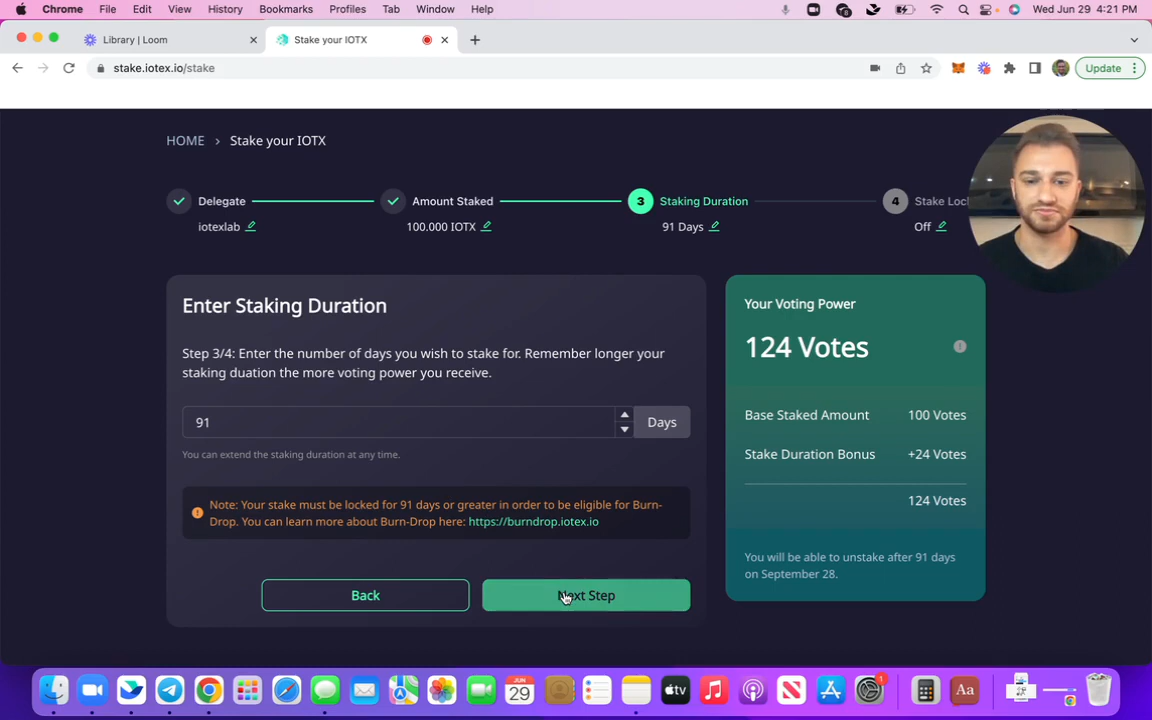 Chrome File Edit View History Bookmarks Profiles Tab Window Help
Wed Jun 29 4:21 PM
Library | Loom
Stake your IOTX
stake.iotex.io/stake
Update
HOME > Stake your IOTX
Delegate
iotexlab
Amount Staked
100.000 IOTX
3 Staking Duration
91 Days
4
Off
Enter Staking Duration
Step 3/4: Enter the number of days you wish to stake for. Remember longer your
staking duation the more voting power you receive.
91
Days
You can extend the staking duration at any time.
Note: Your stake must be locked for 91 days or greater in order to be eligible for Burn-
Drop. You can learn more about Burn-Drop here: https://burndrop.iotex.io
Back
Next Step
Your Voting Power
124 Votes
Base Staked Amount 100 Votes
Stake Duration Bonus +24 Votes
124 Votes
You will be able to unstake after 91 days
on September 28.
JUN
29
tv
1
Aa